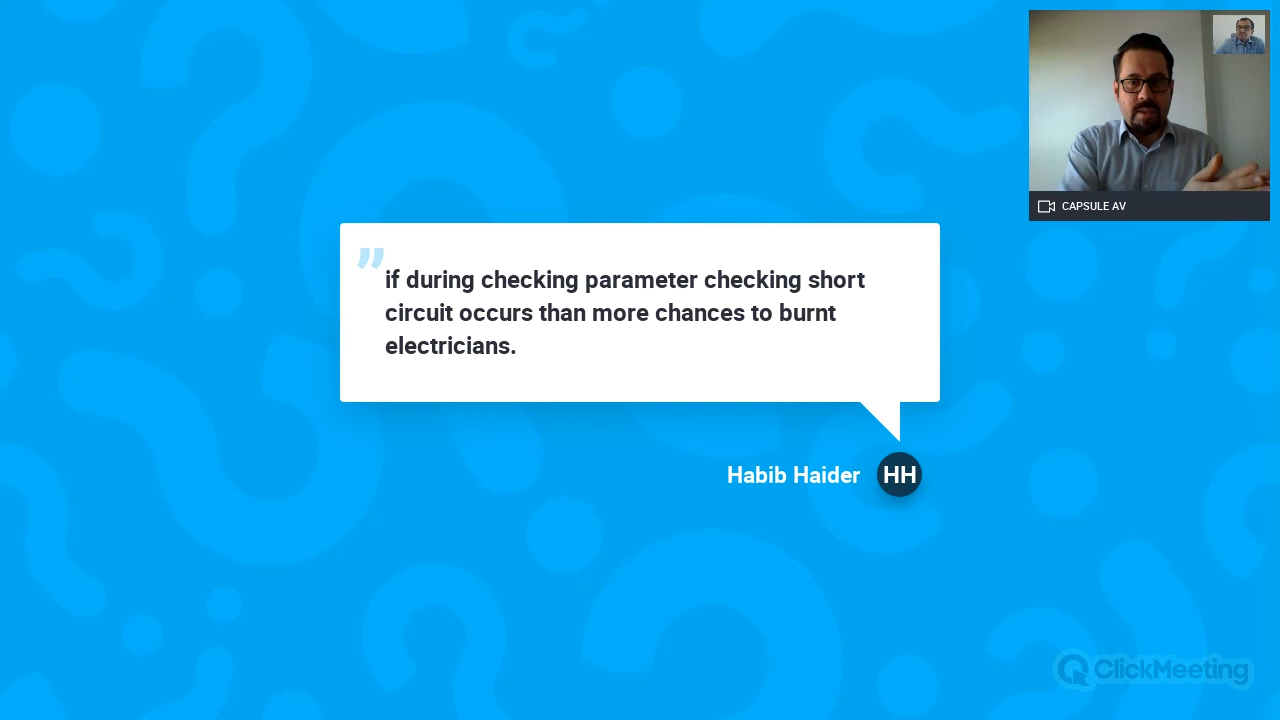 CAPSULE AV
" if during checking parameter checking short
circuit occurs than more chances to burnt
electricians.
Habib Haider HH
ClickMeeting